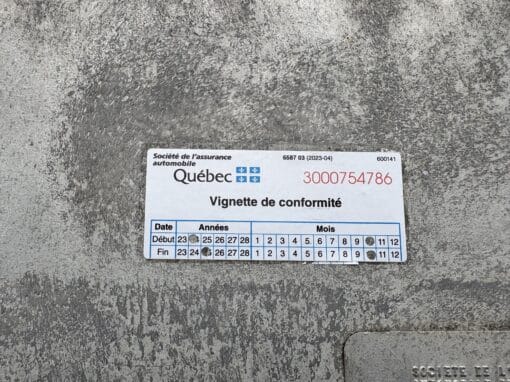 Société de l'assurance
automobile
6587 03 (2023-04)
600141
Québec
3000754786
Vignette de conformité
Date Années Mois
Début 23 25 26 27 28 1 2 3 4 5 6 7 8 9 11 12
Fin 23 24 26 27 28 1 2 3 4 5 6 7 8 9 11 12
SOCIETE DE L'